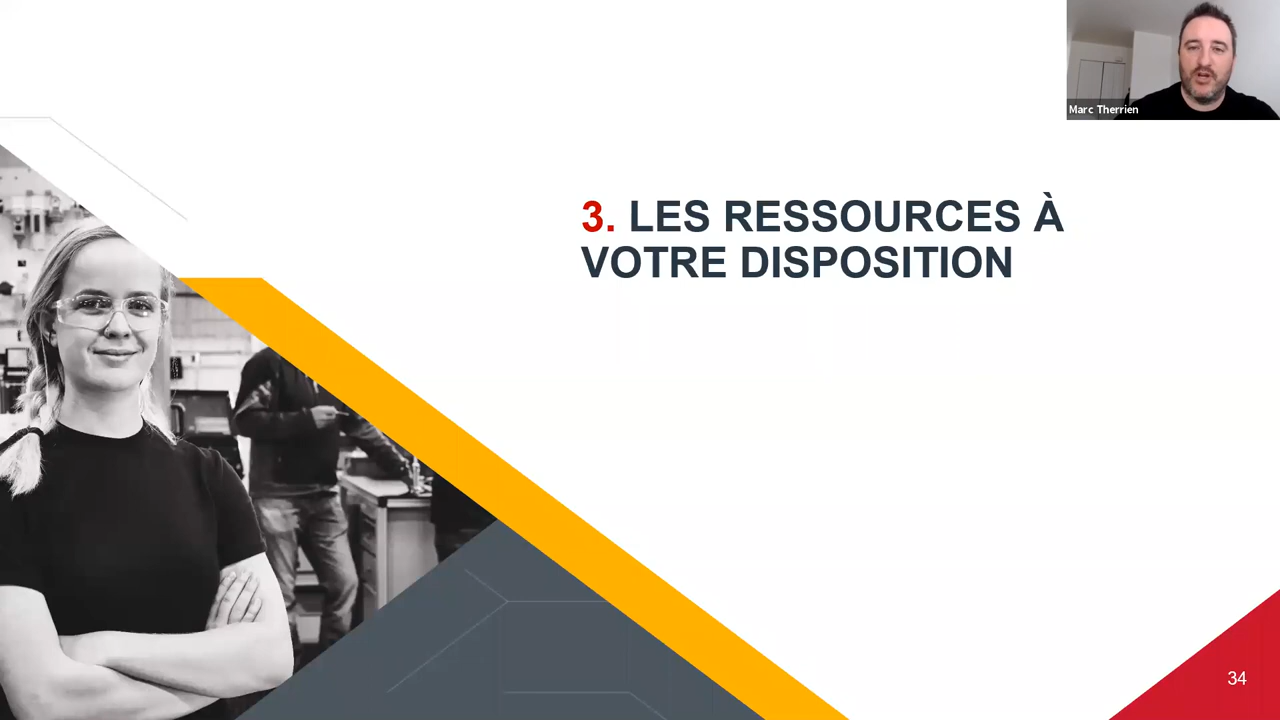 Marc Therrien
3. LES RESSOURCES À
VOTRE DISPOSITION
34